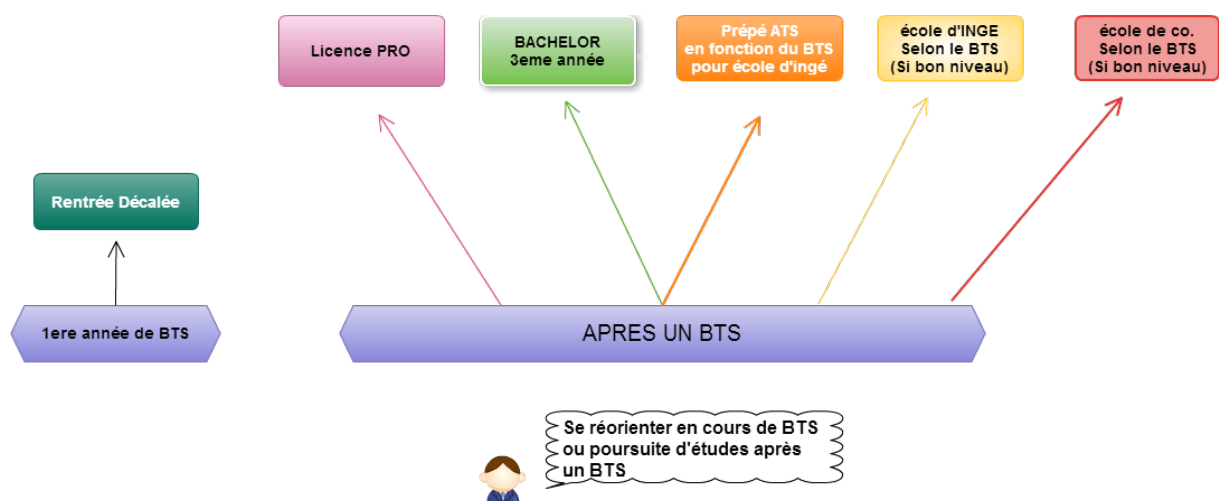 Licence PRO
BACHELOR
3eme année
Prépé ATS
en fonction du BTS
pour école d'ingé
école d'INGE
Selon le BTS
(Si bon niveau)
école de co.
Selon le BTS
(Si bon niveau)
Rentrée Décalée
1ere année de BTS
APRES UN BTS
Se réorienter en cours de BTS
ou poursuite d'études après
un BTS